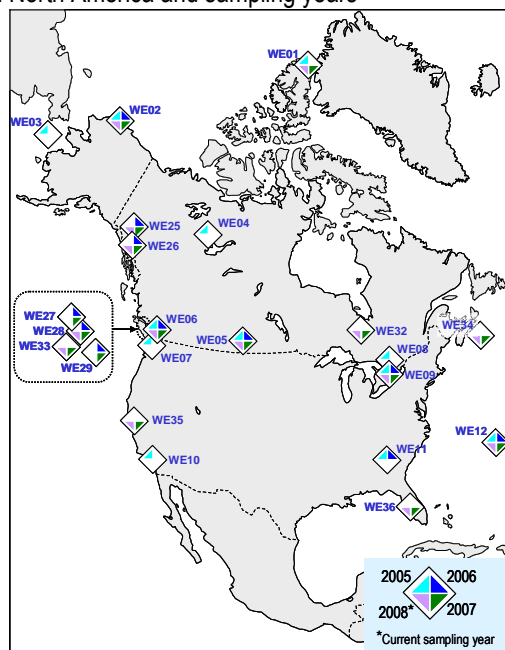 North America and sampling years
WE01
WE02
WE03
WE25
WE04
WE26
WE27
WE28
WE33
WE29
WE06
WE07
WE05
WE32
WE34
WE08
WE09
WE35
WE10
WE12
WE11
WE36
2005 2006
2008* 2007
*Current sampling year